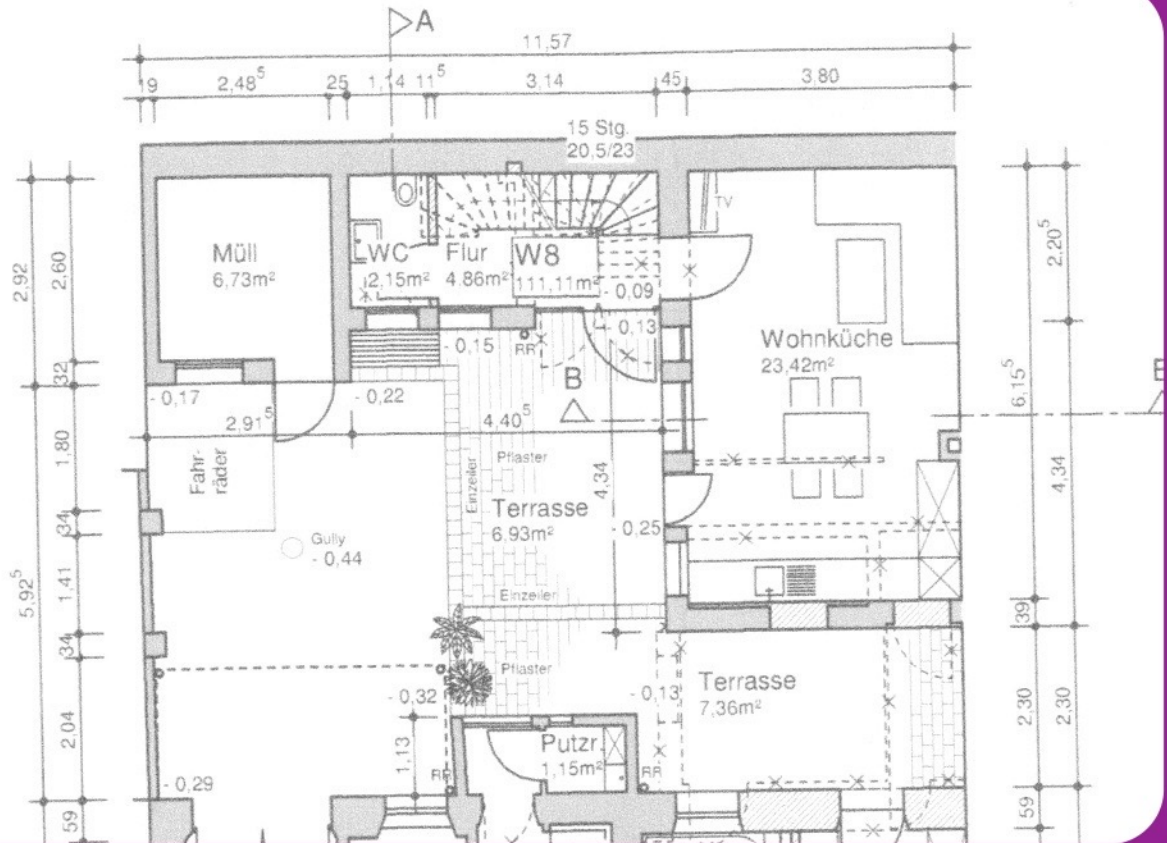 A
11,57
19
2,48⁵
25
1,14
11⁵
3,14
45
3,80
15 Stg.
20,5/23
TV
Müll
6,73m²
WC
2,15m²
Flur
4.86m²
W8
111,11m²
- 0,09
- 0,13
2,92
2,60
32
2,20⁵
6,15⁵
Wohnküche
23,42m²
- 0,15
RR
- 0,17
- 0,22
B
2,91⁵
4,40⁵
1,80
Fahr-
räder
Einzeiler
Pflaster
Terrasse
6,93m²
4,34
- 0,25
4,34
Gully
- 0,44
34
1,41
5,92⁵
34
Einzeiler
39
Pflaster
- 0,32
- 0,13
Terrasse
7,36m²
2,30
2,30
2,04
1,13
Putzr.
1,15m²
RR
RR
- 0,29
59
59